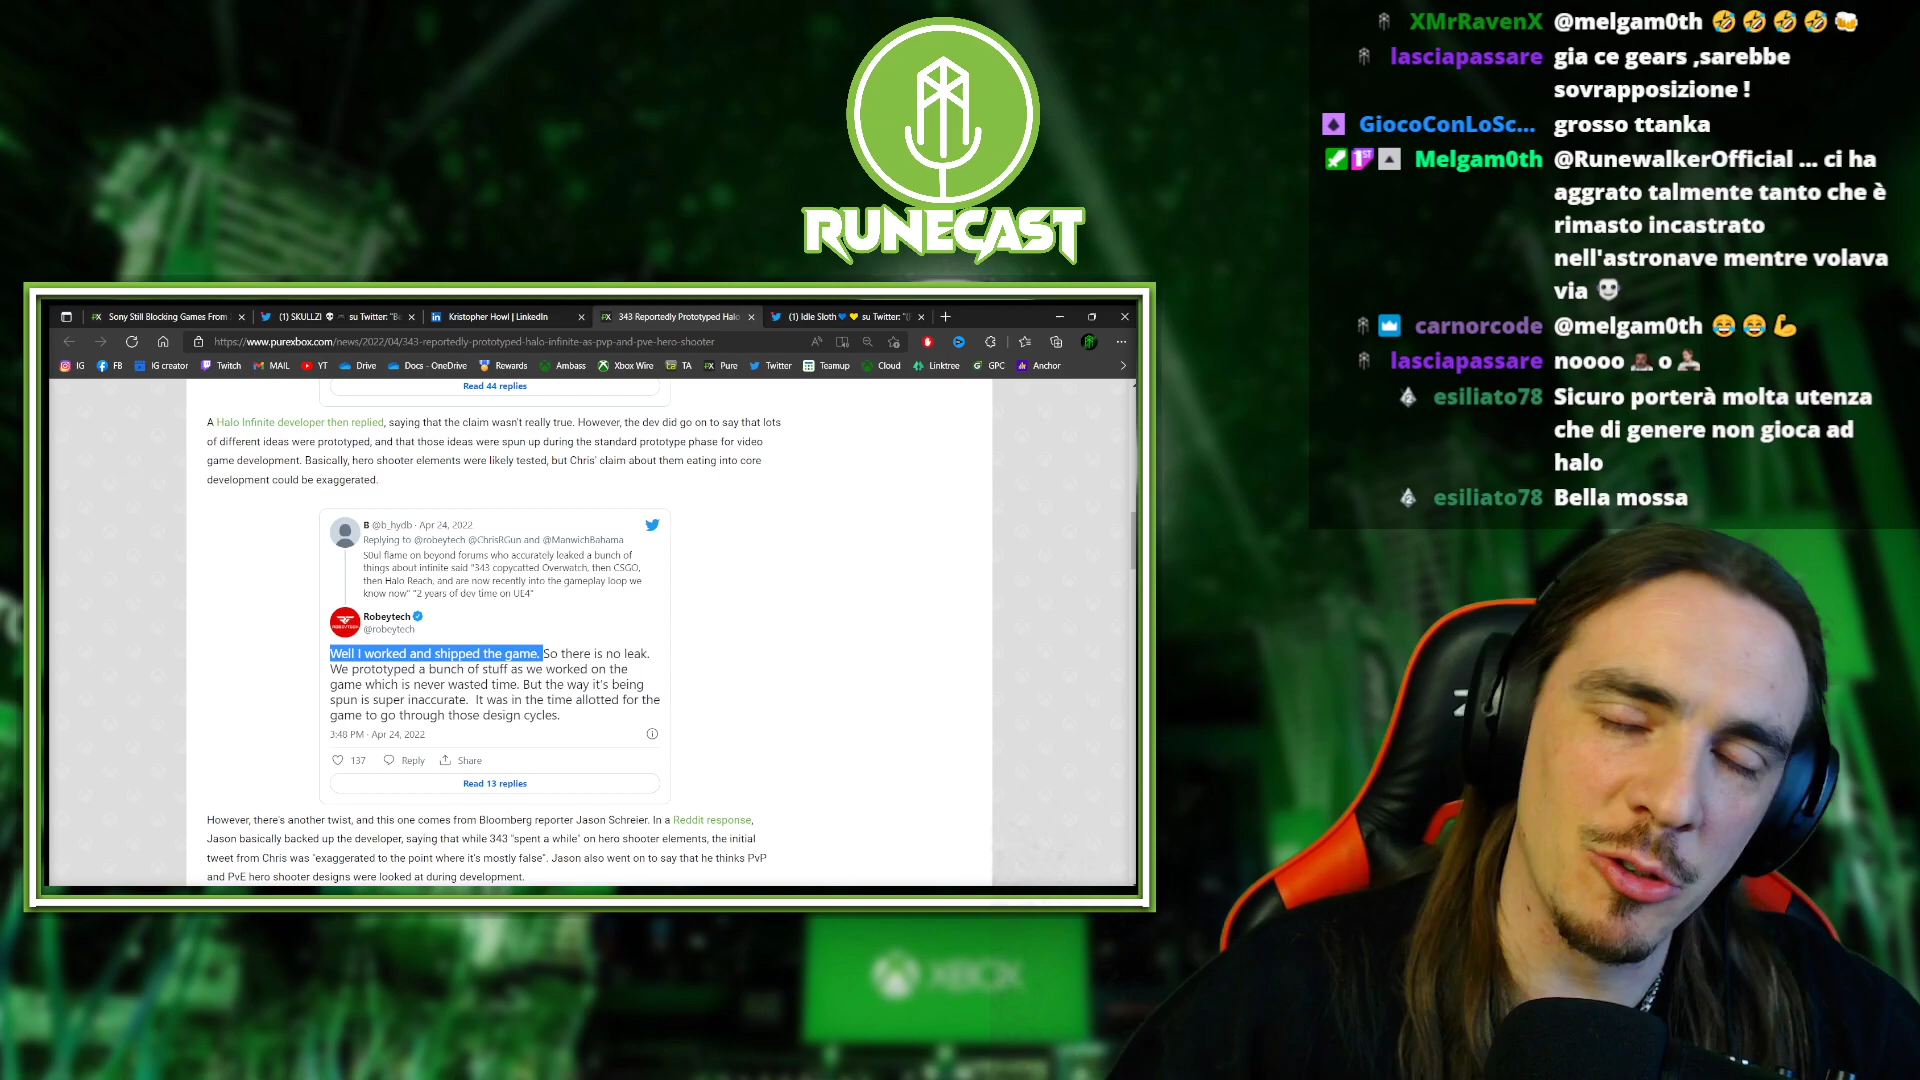 RUNECAST
Sony Still Blocking Games From
(1) SKULLZI su Twitter: "Be
Kristopher Howl | LinkedIn
343 Reportedly Prototyped Halo
(1) Idle Sloth💙💛 su Twitter: "(
https://www.purexbox.com/news/2022/04/343-reportedly-prototyped-halo-infinite-as-pvp-and-pve-hero-shooter
IG FB IG creator Twitch MAIL YT Drive Docs - OneDrive Rewards Ambass Xbox Wire TA Pure Twitter Teamup Cloud Linktree GPC Anchor
Read 44 replies
A Halo Infinite developer then replied, saying that the claim wasn't really true. However, the dev did go on to say that lots
of different ideas were prototyped, and that those ideas were spun up during the standard prototype phase for video
game development. Basically, hero shooter elements were likely tested, but Chris' claim about them eating into core
development could be exaggerated.
B @b_hydb · Apr 24, 2022
Replying to @robeytech @ChrisRGun and @ManwichBahama
S0ul flame on beyond forums who accurately leaked a bunch of
things about infinite said "343 copycatted Overwatch, then CSGO,
then Halo Reach, and are now recently into the gameplay loop we
know now" "2 years of dev time on UE4"
Robeytech
@robeytech
Well I worked and shipped the game. So there is no leak.
We prototyped a bunch of stuff as we worked on the
game which is never wasted time. But the way it's being
spun is super inaccurate. It was in the time allotted for the
game to go through those design cycles.
3:48 PM · Apr 24, 2022
137 Reply Share
Read 13 replies
However, there's another twist, and this one comes from Bloomberg reporter Jason Schreier. In a Reddit response,
Jason basically backed up the developer, saying that while 343 "spent a while" on hero shooter elements, the initial
tweet from Chris was "exaggerated to the point where it's mostly false". Jason also went on to say that he thinks PvP
and PvE hero shooter designs were looked at during development.
XBOX
XMrRavenX @melgam0th 🤣🤣🤣🤣🍻
lasciapassare gia ce gears ,sarebbe
sovrapposizione !
GiocoConLoSc... grosso ttanka
Melgam0th @RunewalkerOfficial ... ci ha
aggrato talmente tanto che è
rimasto incastrato
nell'astronave mentre volava
via 💀
carnorcode @melgam0th 😂😂💪
lasciapassare noooo o
esiliato78 Sicuro porterà molta utenza
che di genere non gioca ad
halo
esiliato78 Bella mossa